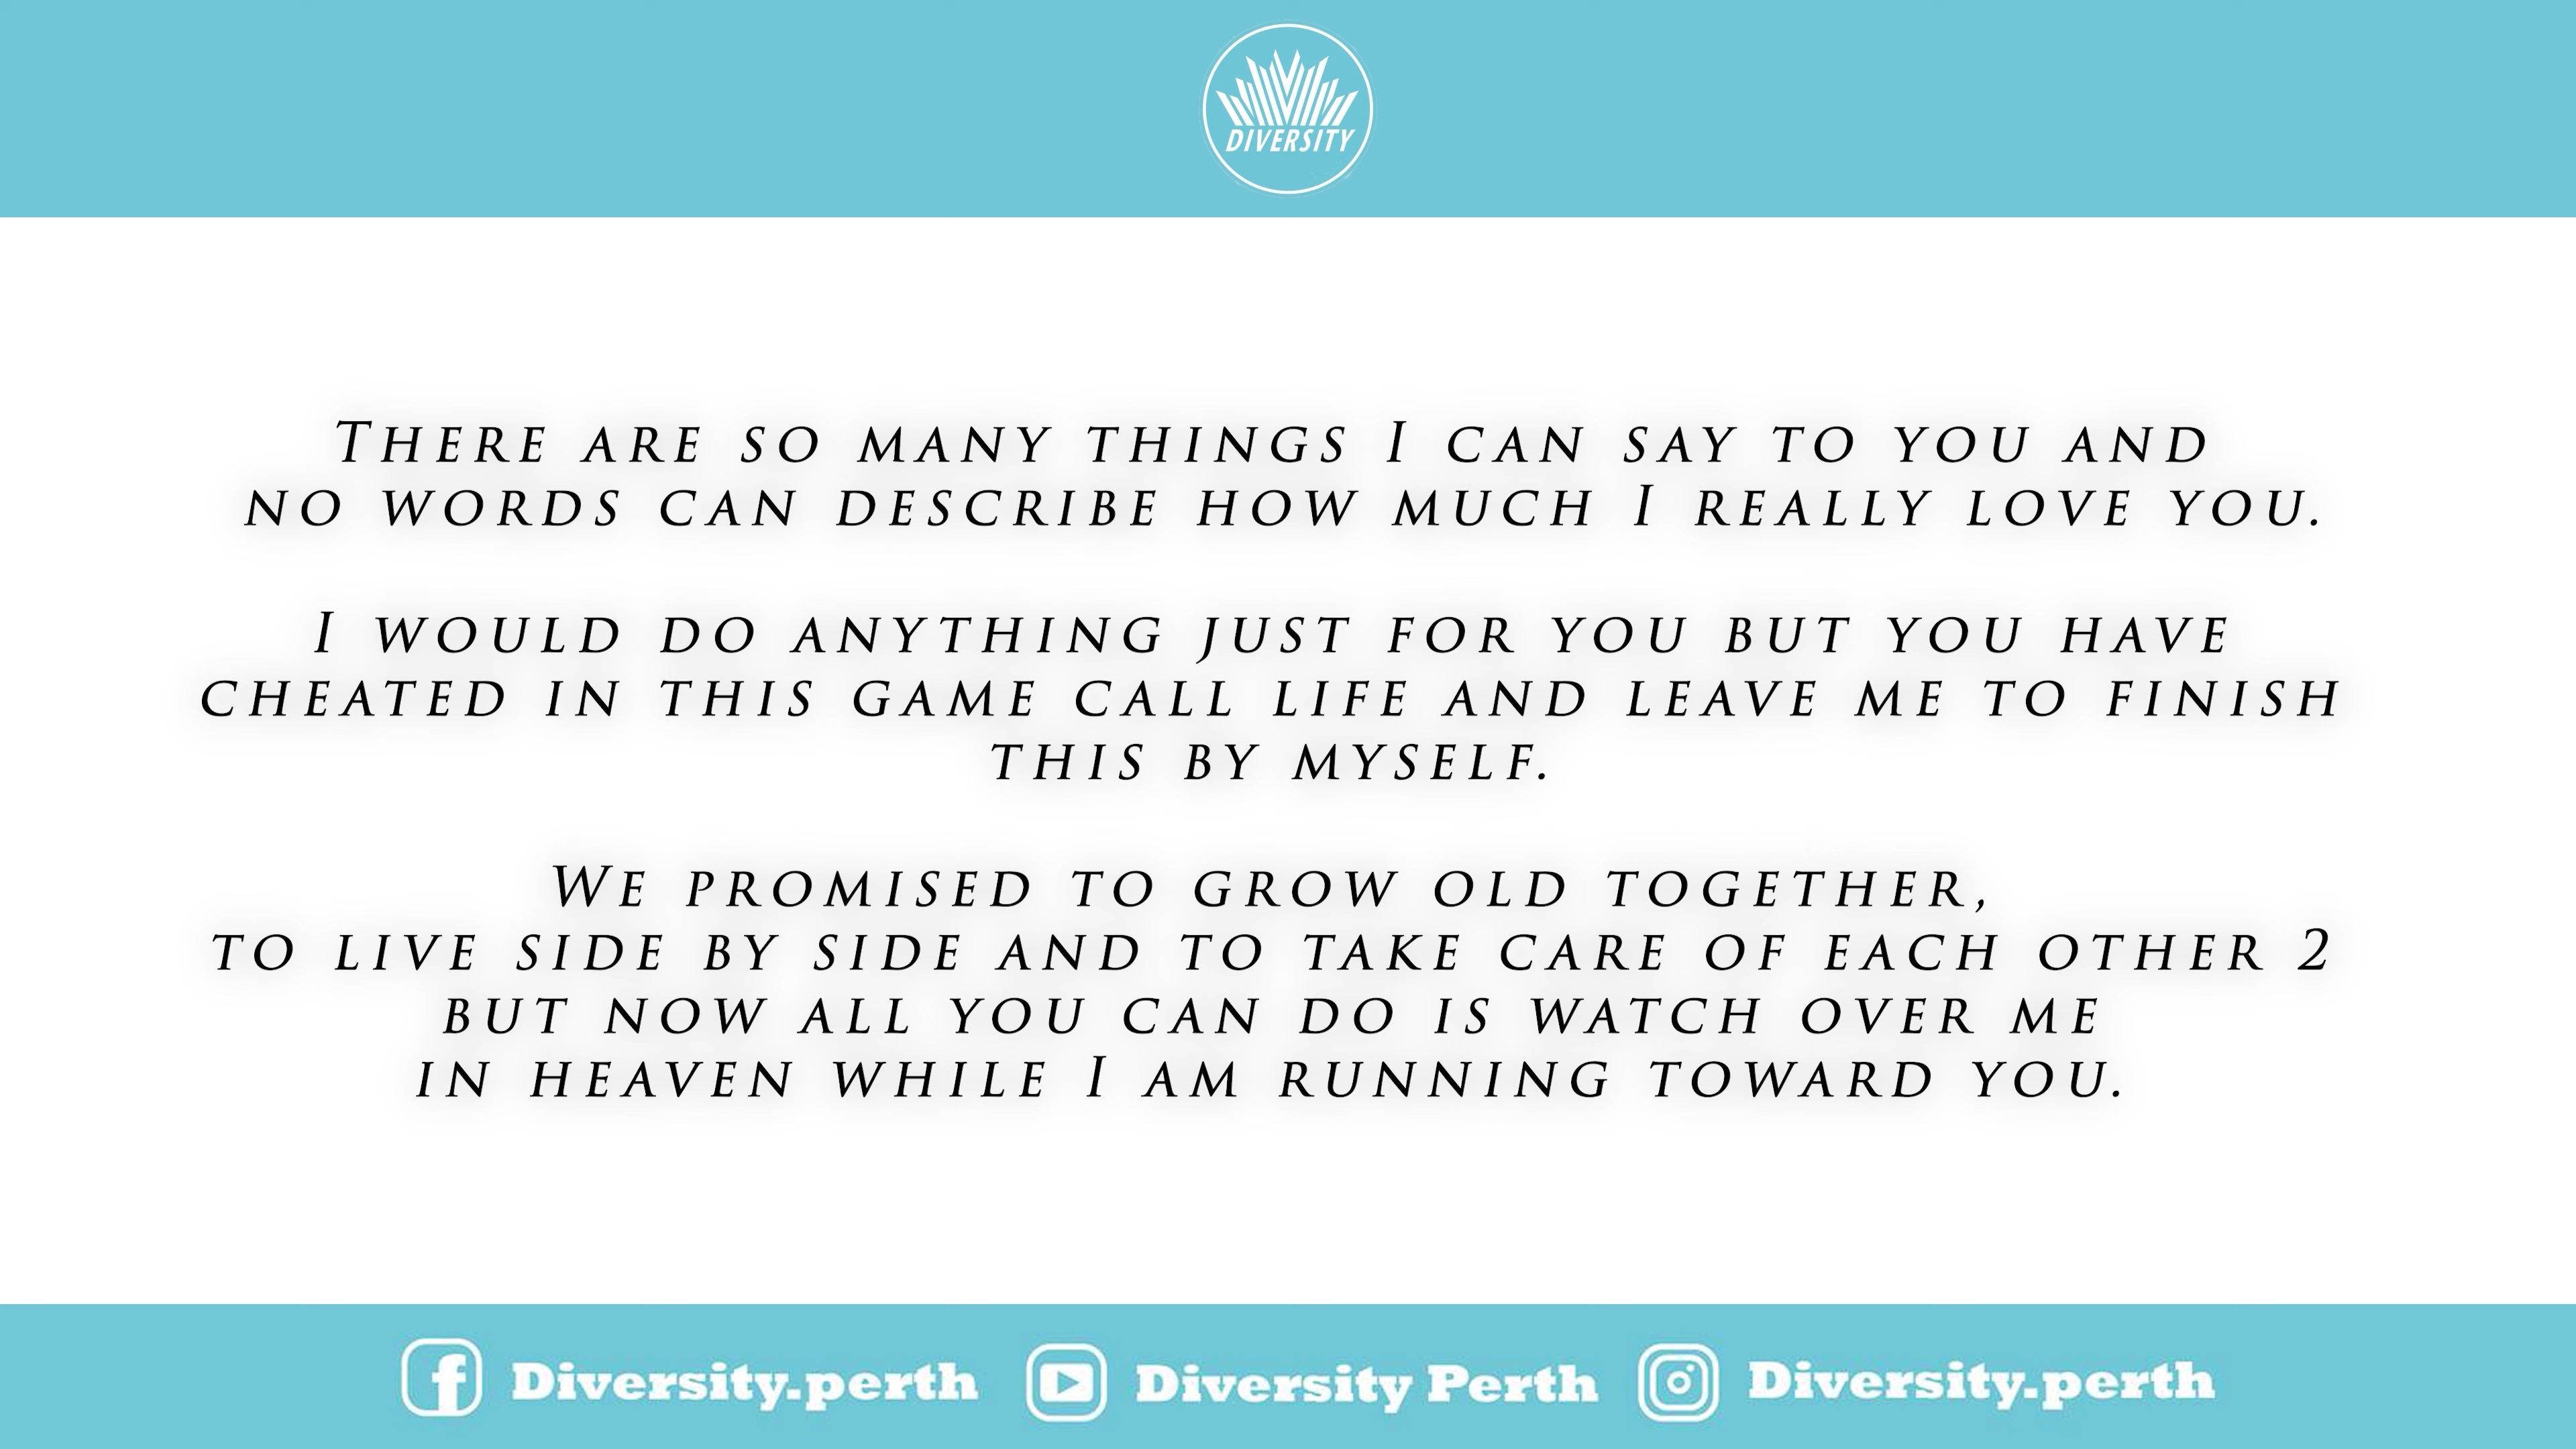 DIVERSITY
There are so many things I can say to you and
no words can describe how much I really love you.
I would do anything just for you but you have
cheated in this game call life and leave me to finish
this by myself.
We promised to grow old together,
to live side by side and to take care of each other 2
but now all you can do is watch over me
in heaven while I am running toward you.
Diversity.perth Diversity Perth Diversity.perth